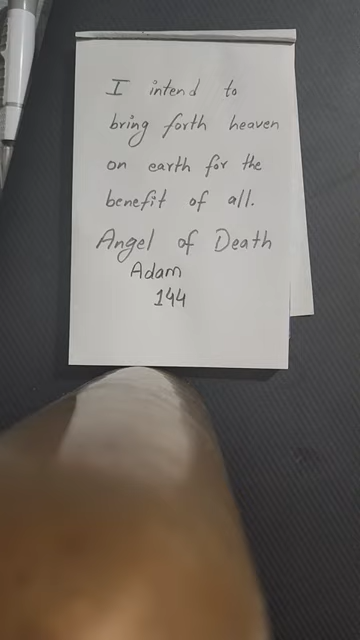 I intend to
bring forth heaven
on earth for the
benefit of all.
Angel of Death
Adam
144